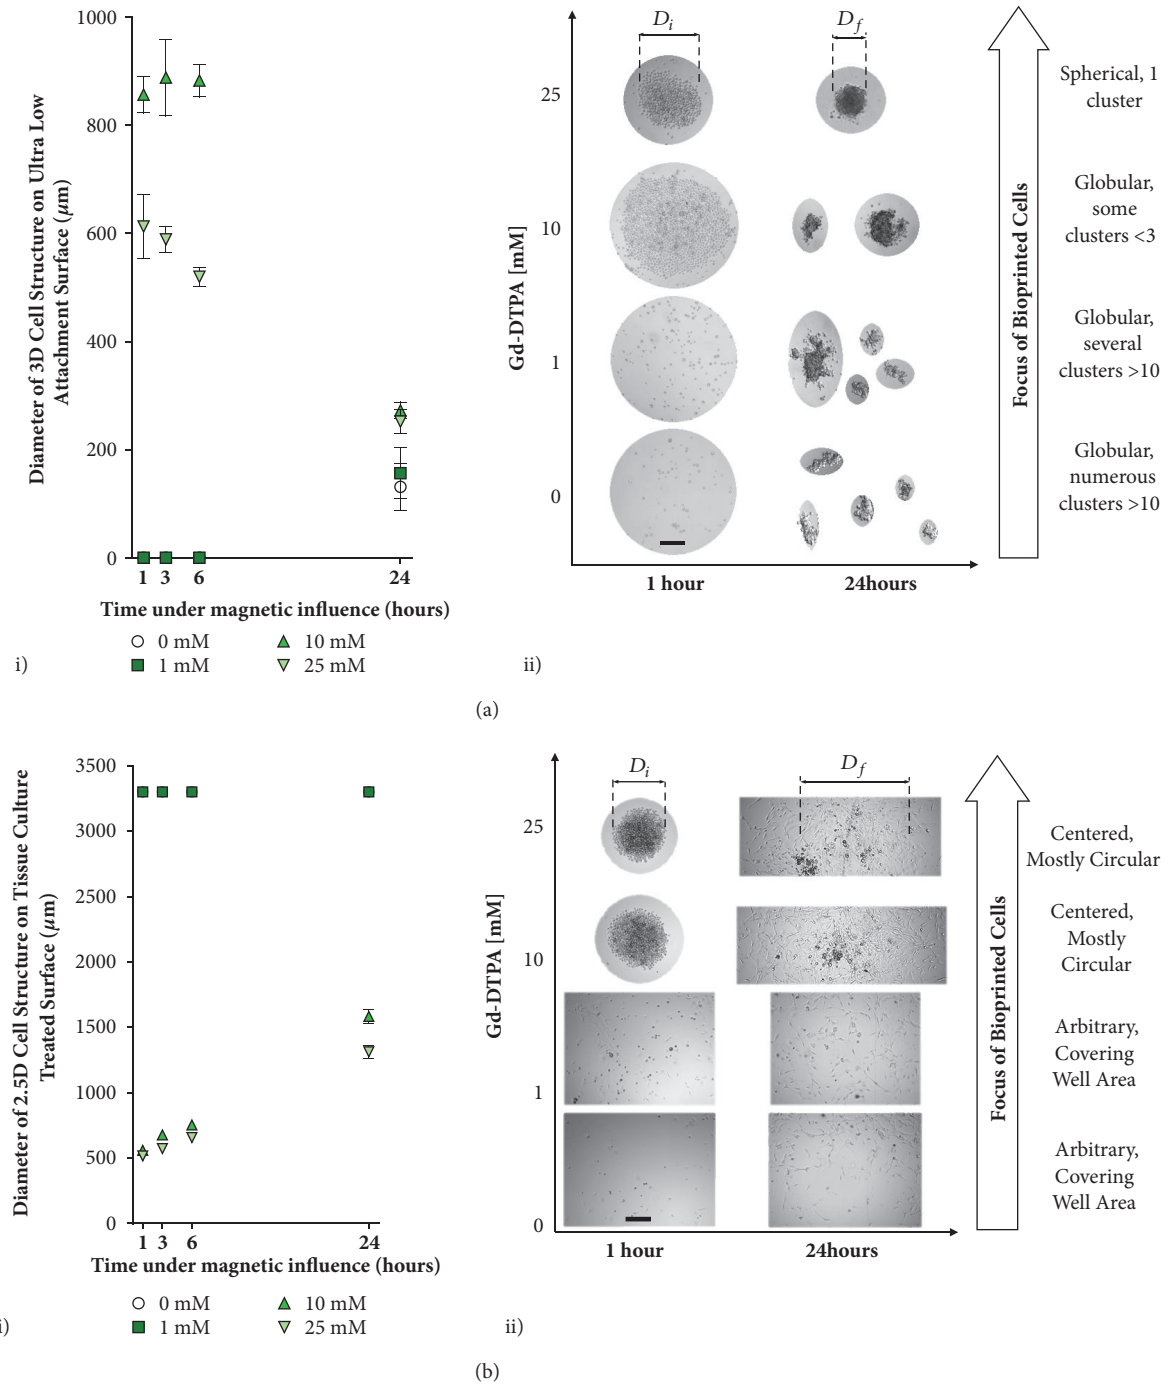 1000
800
600
400
200
0
Diameter of 3D Cell Structure on Ultra Low
Attachment Surface (μm)
1 3 6 24
Time under magnetic influence (hours)
0 mM
1 mM
10 mM
25 mM
i)
Di
Df
25
10
1
0
Gd-DTPA [mM]
1 hour
24hours
Focus of Bioprinted Cells
Spherical, 1
cluster
Globular,
some
clusters <3
Globular,
several
clusters >10
Globular,
numerous
clusters >10
ii)
(a)
3500
3000
2500
2000
1500
1000
500
0
Diameter of 2.5D Cell Structure on Tissue Culture
Treated Surface (μm)
1 3 6 24
Time under magnetic influence (hours)
0 mM
1 mM
10 mM
25 mM
i)
Di
Df
25
10
1
0
Gd-DTPA [mM]
1 hour
24hours
Focus of Bioprinted Cells
Centered,
Mostly Circular
Centered,
Mostly
Circular
Arbitrary,
Covering
Well Area
Arbitrary,
Covering
Well Area
ii)
(b)